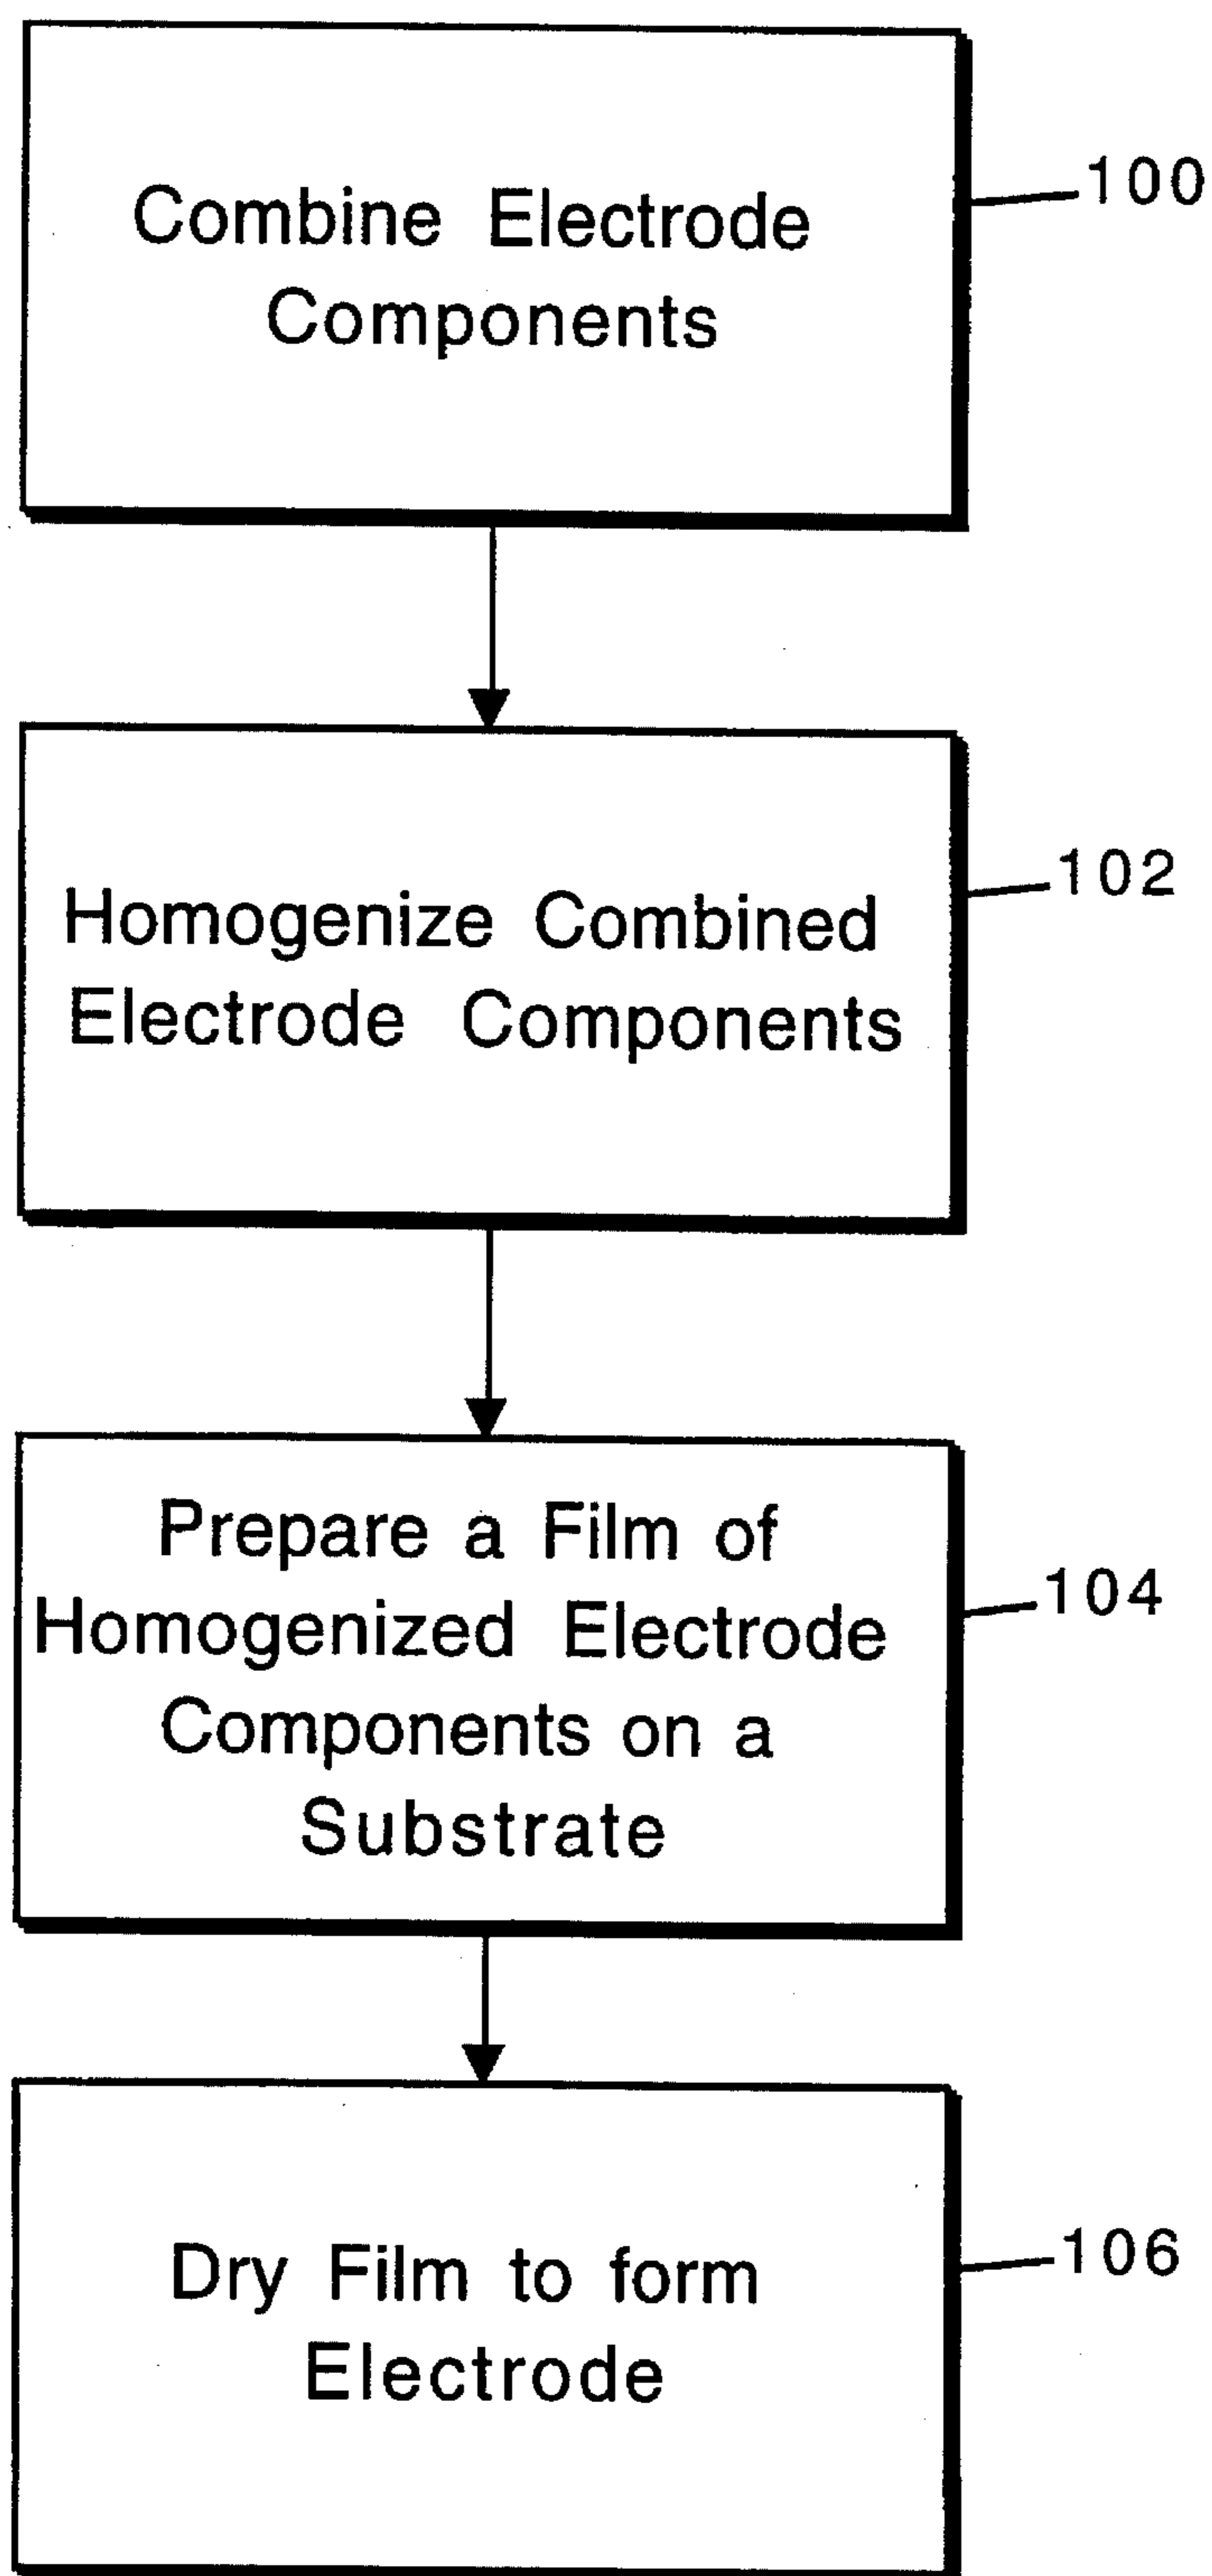 Combine Electrode
Components
100
Homogenize Combined
Electrode Components
102
Prepare a Film of
Homogenized Electrode
Components on a
Substrate
104
Dry Film to form
Electrode
106